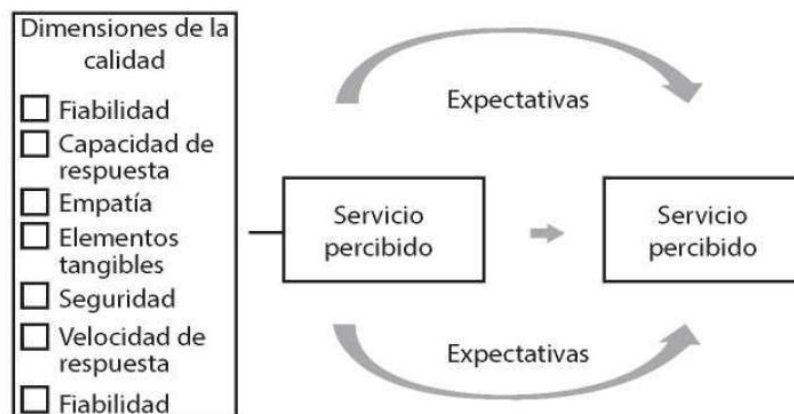 Dimensiones de la
calidad
Fiabilidad
Capacidad de
respuesta
Empatía
Elementos
tangibles
Seguridad
Velocidad de
respuesta
Fiabilidad
Expectativas
Servicio
percibido
Servicio
percibido
Expectativas